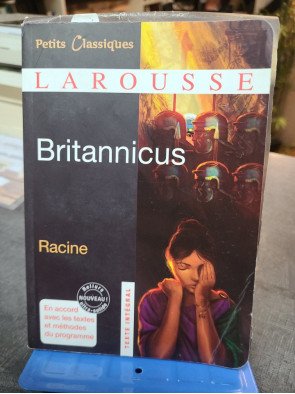 Petits Classiques
LAROUSSE
Britannicus
Racine
NOUVEAU !
En accord
avec les textes
et méthodes
du programme
TEXTE INTÉGRAL